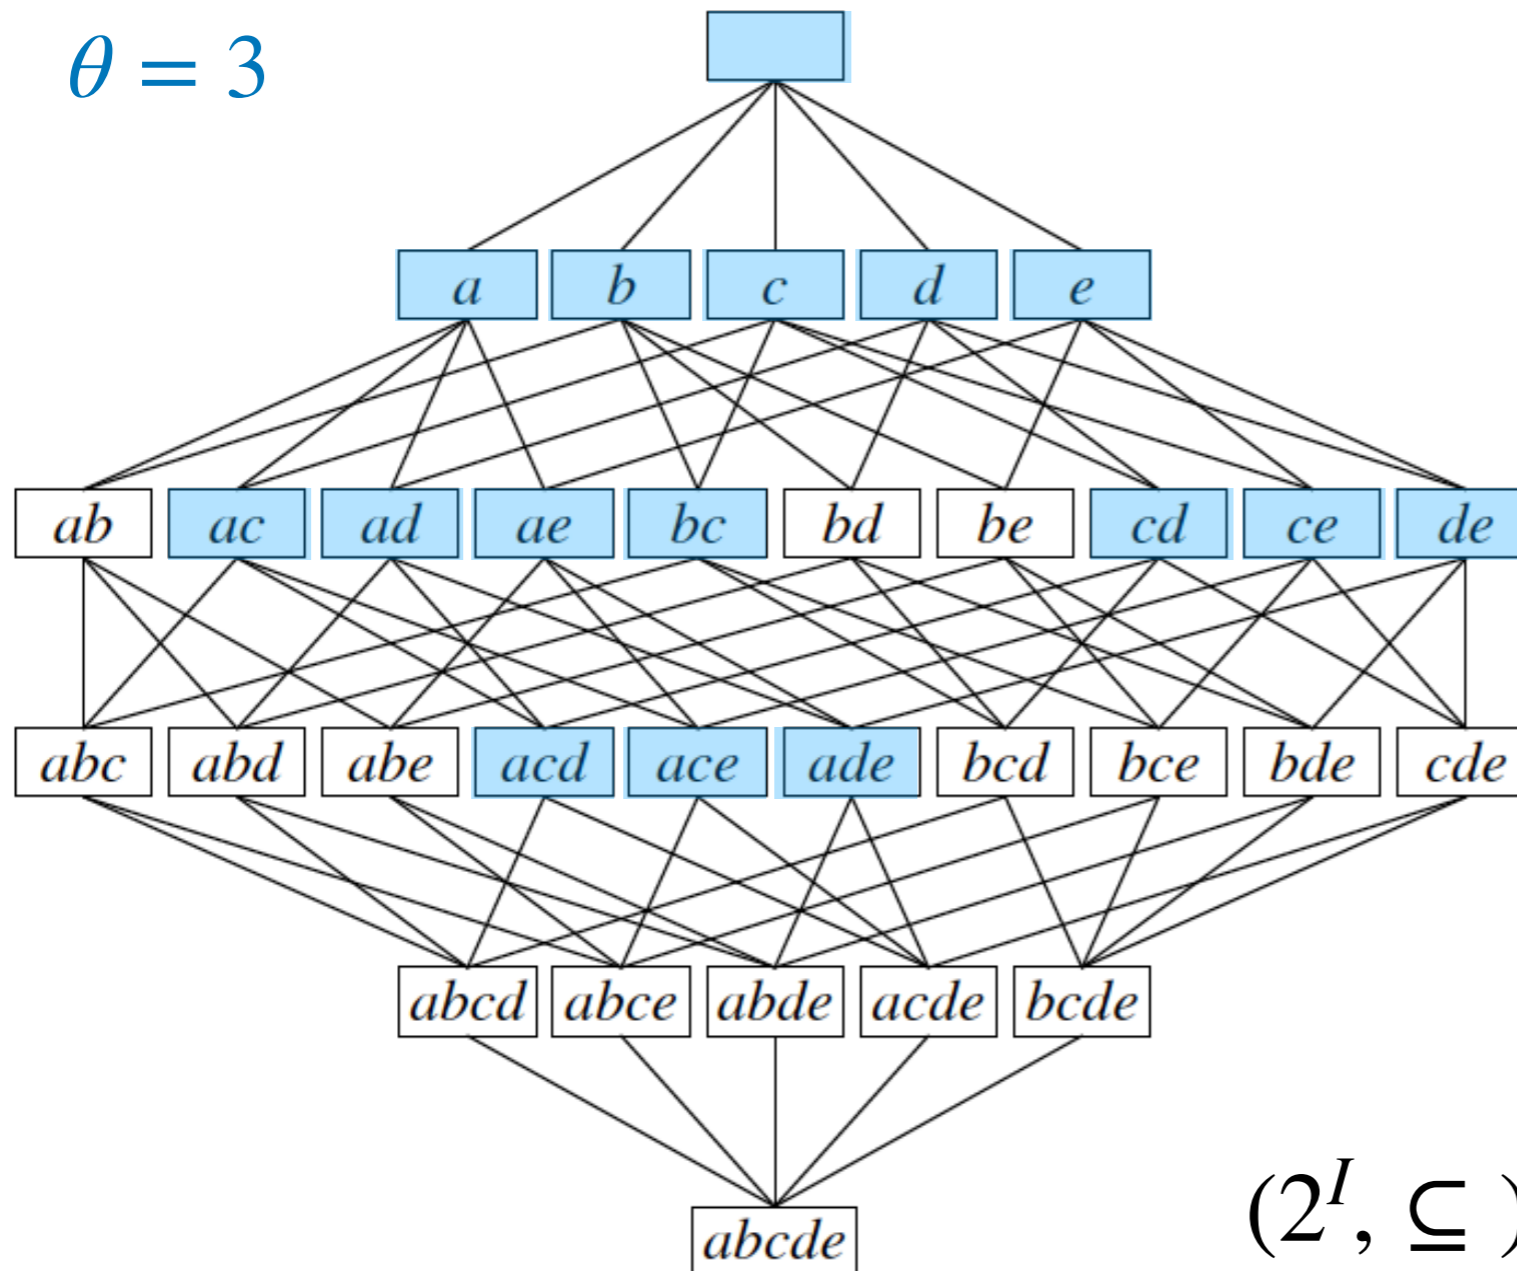 θ = 3
a b c d e
ab ac ad ae bc bd be cd ce de
abc abd abe acd ace ade bcd bce bde cde
abcd abce abde acde bcde
abcde
(2^I, ⊆ )